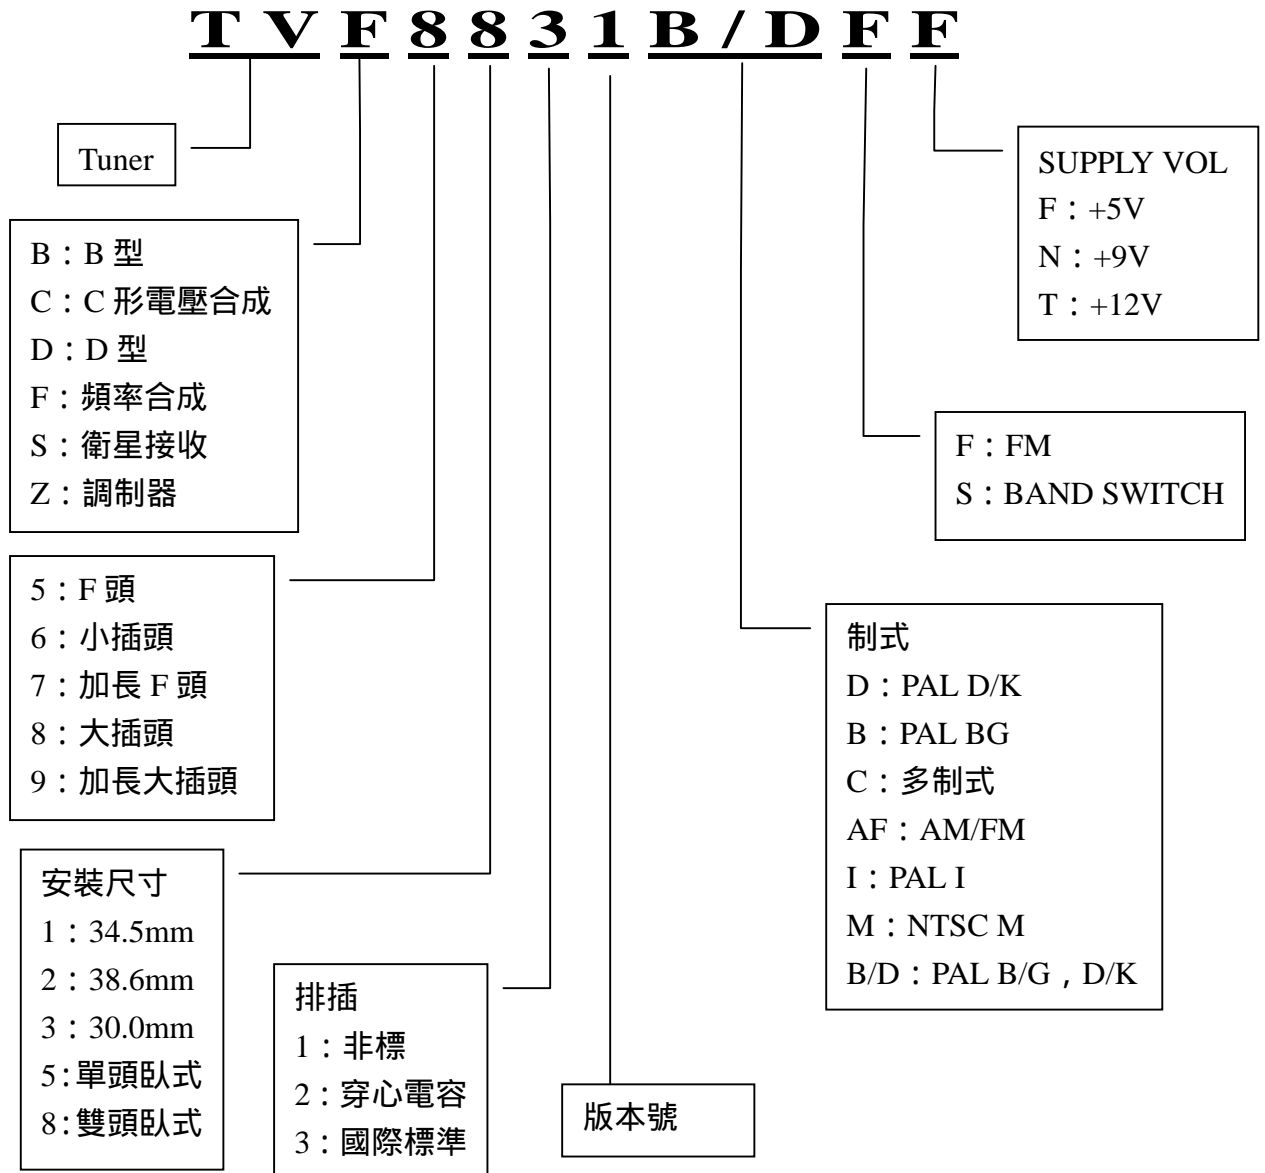 TVF8831B/DFF
Tuner
B：B 型
C：C 形電壓合成
D：D 型
F：頻率合成
S：衛星接收
Z：調制器
5：F 頭
6：小插頭
7：加長 F 頭
8：大插頭
9：加長大插頭
安裝尺寸
1：34.5mm
2：38.6mm
3：30.0mm
5:單頭臥式
8:雙頭臥式
排插
1：非標
2：穿心電容
3：國際標準
版本號
制式
D：PAL D/K
B：PAL BG
C：多制式
AF：AM/FM
I：PAL I
M：NTSC M
B/D：PAL B/G，D/K
F：FM
S：BAND SWITCH
SUPPLY VOL
F：+5V
N：+9V
T：+12V